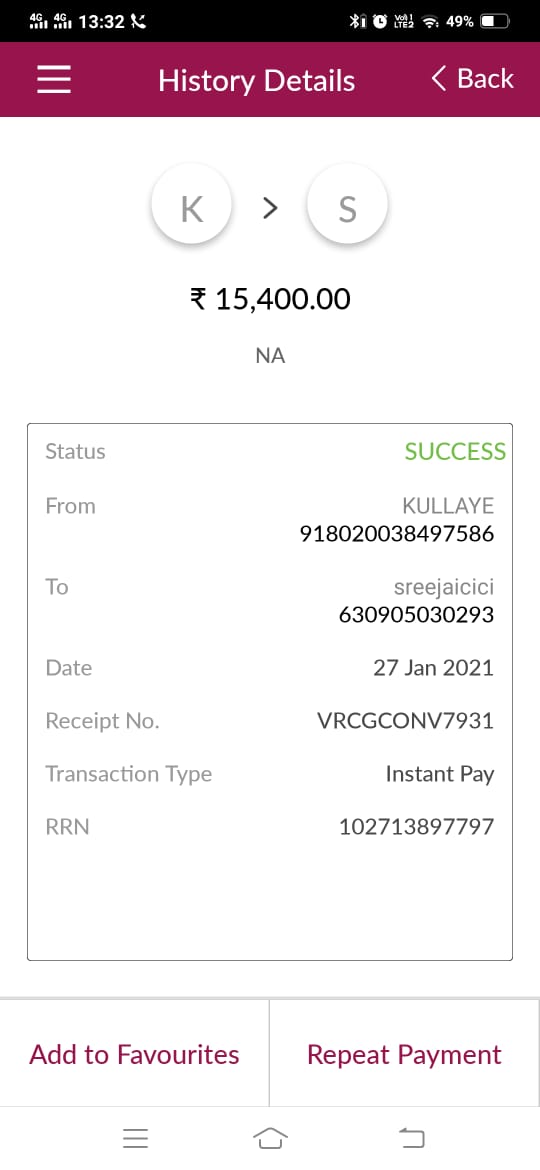 4G 4G 13:32 VoLTE2 49%
History Details
Back
K > S
₹ 15,400.00
NA
Status SUCCESS
From KULLAYE
918020038497586
To sreejaicici
630905030293
Date 27 Jan 2021
Receipt No. VRCGCONV7931
Transaction Type Instant Pay
RRN 102713897797
Add to Favourites Repeat Payment